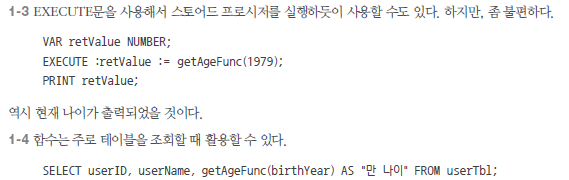 1-3 EXECUTE문을 사용해서 스토어드 프로시저를 실행하듯이 사용할 수도 있다. 하지만, 좀 불편하다.
VAR retValue NUMBER;
EXECUTE :retValue := getAgeFunc(1979);
PRINT retValue;
역시 현재 나이가 출력되었을 것이다.
1-4 함수는 주로 테이블을 조회할 때 활용할 수 있다.
SELECT userID, userName, getAgeFunc(birthYear) AS "만 나이" FROM userTbl;